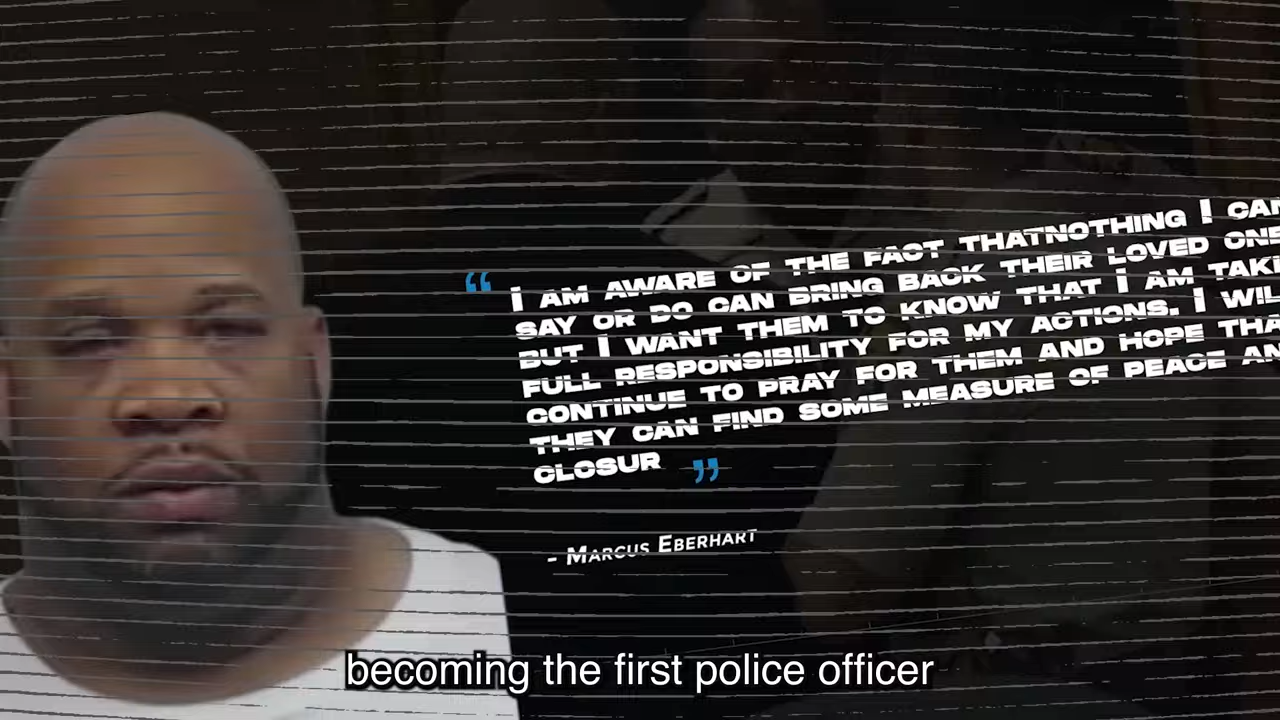 “ I AM AWARE OF THE FACT THATNOTHING I CAN
SAY OR DO CAN BRING BACK THEIR LOVED ONE
BUT I WANT THEM TO KNOW THAT I AM TAKI
FULL RESPONSIBILITY FOR MY ACTIONS. I WIL
CONTINUE TO PRAY FOR THEM AND HOPE THA
THEY CAN FIND SOME MEASURE OF PEACE AN
CLOSUR ”
- MARCUS EBERHART
becoming the first police officer